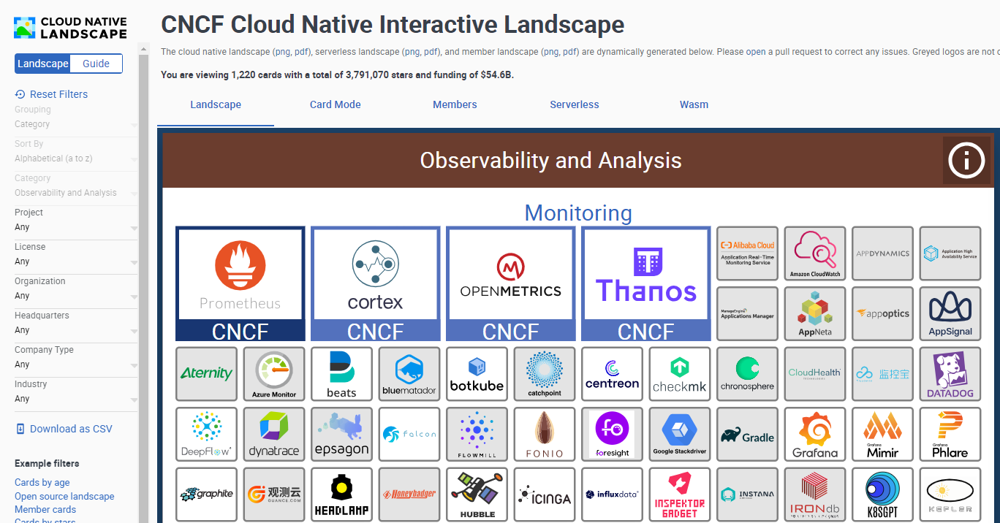 CLOUD NATIVE
LANDSCAPE
CNCF Cloud Native Interactive Landscape
The cloud native landscape (png, pdf), serverless landscape (png, pdf), and member landscape (png, pdf) are dynamically generated below. Please open a pull request to correct any issues. Greyed logos are not
You are viewing 1,220 cards with a total of 3,791,070 stars and funding of $54.6B.
Landscape
Guide
Reset Filters
Grouping
Category
Sort By
Alphabetical (a to z)
Category
Observability and Analysis
Project
Any
License
Any
Organization
Any
Headquarters
Any
Company Type
Any
Industry
Any
Download as CSV
Example filters
Cards by age
Open source landscape
Member cards
Cards by stars
Landscape
Card Mode
Members
Serverless
Wasm
Observability and Analysis
Monitoring
Prometheus
CNCF
cortex
CNCF
OPENMETRICS
CNCF
Thanos
CNCF
Alibaba Cloud
Application Real-Time
Monitoring Service
Amazon CloudWatch
APPDYNAMICS
Application High
Availability Service
ManageEngine
Applications Manager
AppNeta
appoptics
AppSignal
Aternity
Azure Monitor
beats
bluematador
botkube
catchpoint
centreon
checkmk
chronosphere
CloudHealth
TECHNOLOGIES
监控宝
DATADOG
DeepFlow
dynatrace
epsagon
falcon
FLOWMILL
FONIO
fo
foresight
Google Stackdriver
Gradle
Grafana
Grafana
Mimir
Grafana
Phlare
graphite
观测云
GUANCE.COM
HEADLAMP
Honeybadger
HUBBLE
ICINGA
influxdata
INSPEKTOR
GADGET
INSTANA
IRONdb
K8SGPT
KEPLER